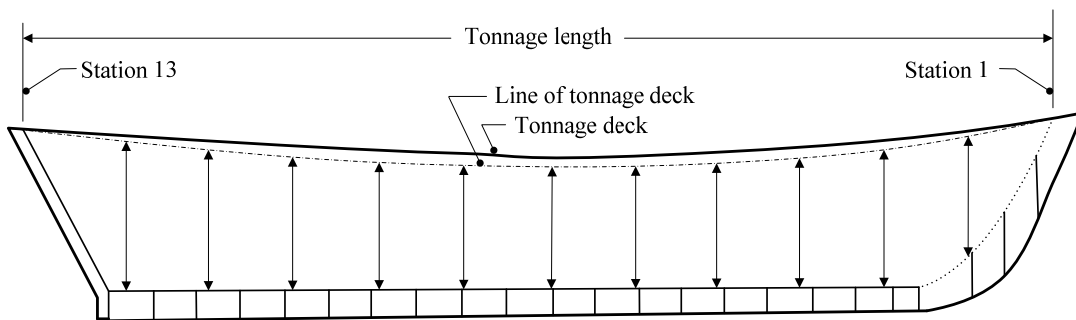 Tonnage length
Station 13
Station 1
Line of tonnage deck
Tonnage deck